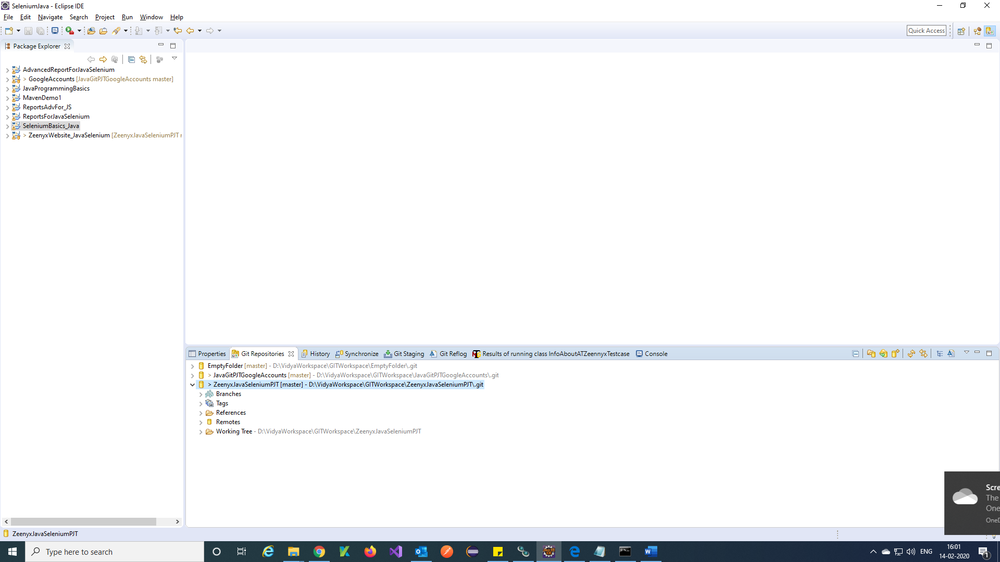 SeleniumJava - Eclipse IDE
File Edit Navigate Search Project Run Window Help
Quick Access
Package Explorer
AdvancedReportForJavaSelenium
> GoogleAccounts [JavaGitPJTGoogleAccounts master]
JavaProgrammingBasics
MavenDemo1
ReportsAdvFor_JS
ReportsForJavaSelenium
SeleniumBasics_Java
> ZeenyxWebsite_JavaSelenium [ZeenyxJavaSeleniumPJT
Properties Git Repositories History Synchronize Git Staging Git Reflog Results of running class InfoAboutATZeennyxTestcase Console
EmptyFolder [master] - D:\VidyaWorkspace\GITWorkspace\EmptyFolder\.git
> JavaGitPJTGoogleAccounts [master] - D:\VidyaWorkspace\GITWorkspace\JavaGitPJTGoogleAccounts\.git
> ZeenyxJavaSeleniumPJT [master] - D:\VidyaWorkspace\GITWorkspace\ZeenyxJavaSeleniumPJT\.git
Branches
Tags
References
Remotes
Working Tree - D:\VidyaWorkspace\GITWorkspace\ZeenyxJavaSeleniumPJT
Scre
The
One
OneD
ZeenyxJavaSeleniumPJT
Type here to search
ENG
16:01
14-02-2020
1